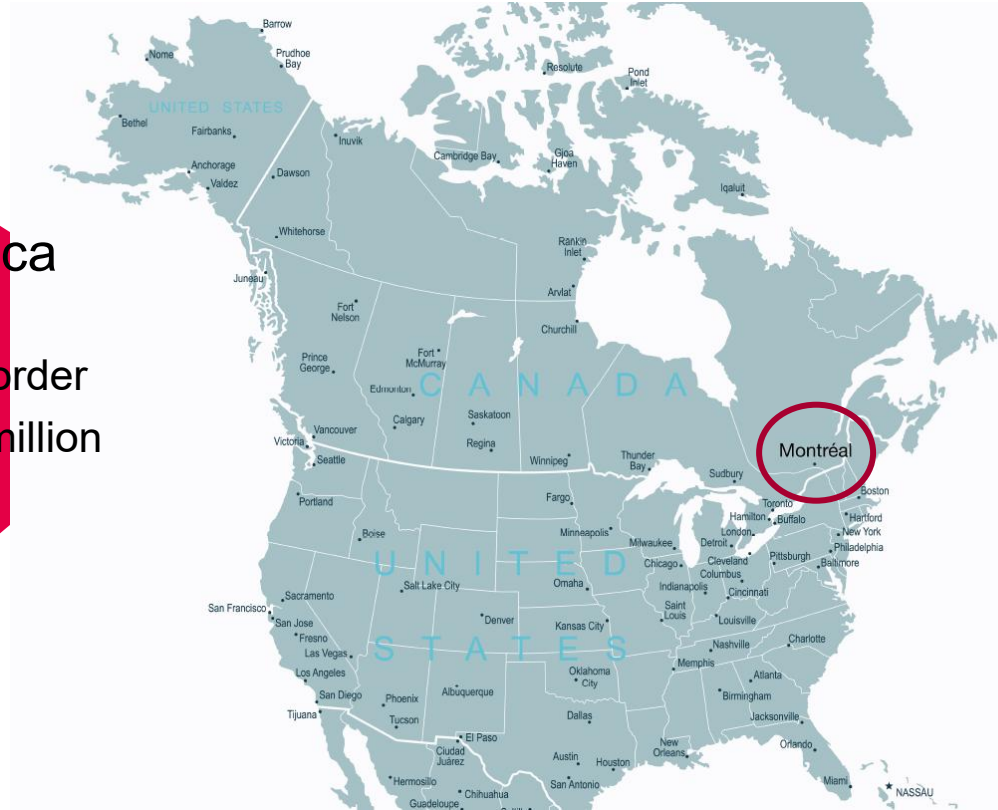 Barrow
Nome
Prudhoe
Bay
Resolute
Pond
Inlet
UNITED STATES
Bethel
Fairbanks
Inuvik
Cambridge Bay
Gjoa
Haven
Anchorage
Valdez
Dawson
Iqaluit
Whitehorse
Rankin
Inlet
ca
Juneau
Arvlat
Fort
Nelson
Churchill
Prince
George
Fort
McMurray
order
Edmonton
CANADA
Calgary
Saskatoon
million
Vancouver
Victoria
Regina
Winnipeg
Thunder
Bay
Montréal
Seattle
Sudbury
Portland
Fargo
Toronto
Boston
Hamilton
Buffalo
Hartford
Boise
Minneapolis
London
New York
Milwaukee
Detroit
Philadelphia
UNITED
Chicago
Cleveland
Pittsburgh
Baltimore
Salt Lake City
Omaha
Columbus
Indianapolis
Cincinnati
Sacramento
San Francisco
Saint
Louis
San Jose
Denver
Kansas City
Louisville
Fresno
STATES
Nashville
Charlotte
Las Vegas
Memphis
Los Angeles
Oklahoma
City
Atlanta
San Diego
Phoenix
Albuquerque
Birmingham
Tijuana
Tucson
Dallas
Jacksonville
El Paso
Ciudad
Juárez
New
Orleans
Orlando
Austin
Houston
Hermosillo
San Antonio
Miami
Chihuahua
NASSAU
Guadeloupe